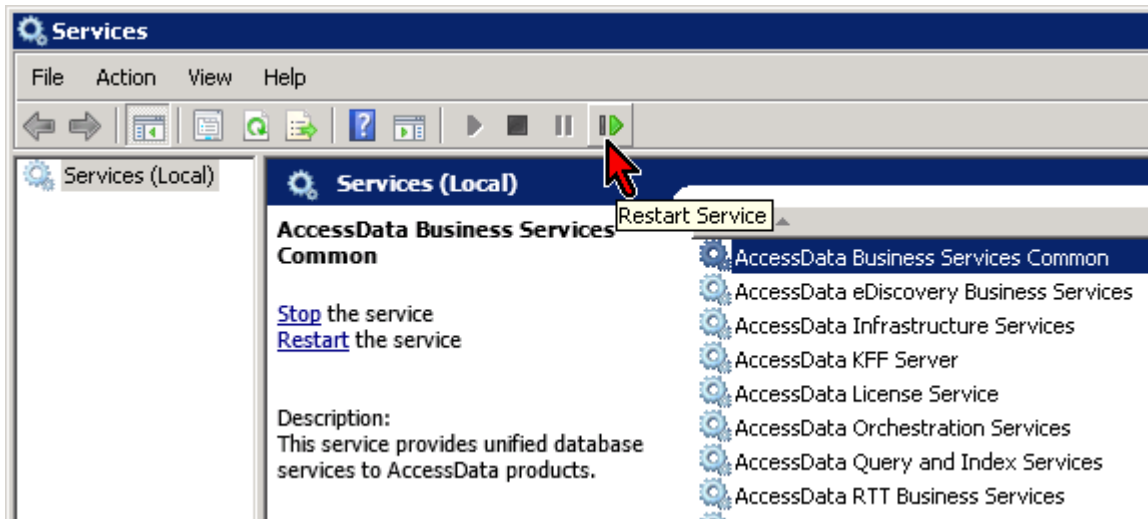 Services
File Action View Help
Services (Local)
Services (Local)
Restart Service
AccessData Business Services
Common
Stop the service
Restart the service
Description:
This service provides unified database
services to AccessData products.
AccessData Business Services Common
AccessData eDiscovery Business Services
AccessData Infrastructure Services
AccessData KFF Server
AccessData License Service
AccessData Orchestration Services
AccessData Query and Index Services
AccessData RTT Business Services